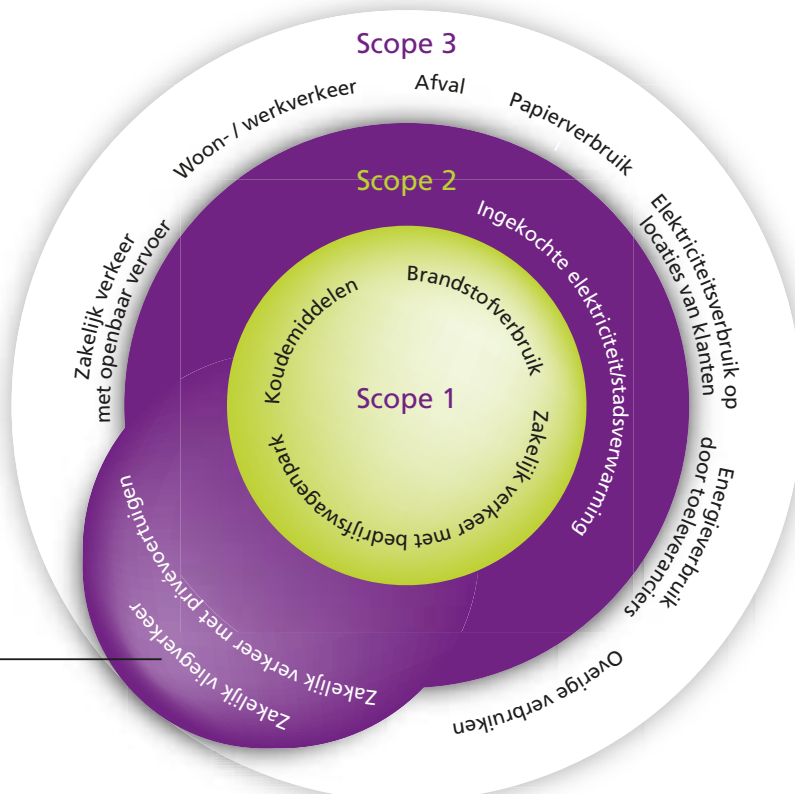 Scope 3
Woon- / werkverkeer
Afval
Papierverbruik
Elektriciteitsverbruik op
locaties van klanten
Energieverbruik
door toeleveranciers
Overige verbruiken
Zakelijk verkeer
met openbaar vervoer
Scope 2
Ingekochte elektriciteit/stadsverwarming
Zakelijk verkeer met privévoertuigen
Zakelijk vliegverkeer
Scope 1
Koudemiddelen
Brandstofverbruik
Zakelijk verkeer met bedrijfswagenpark